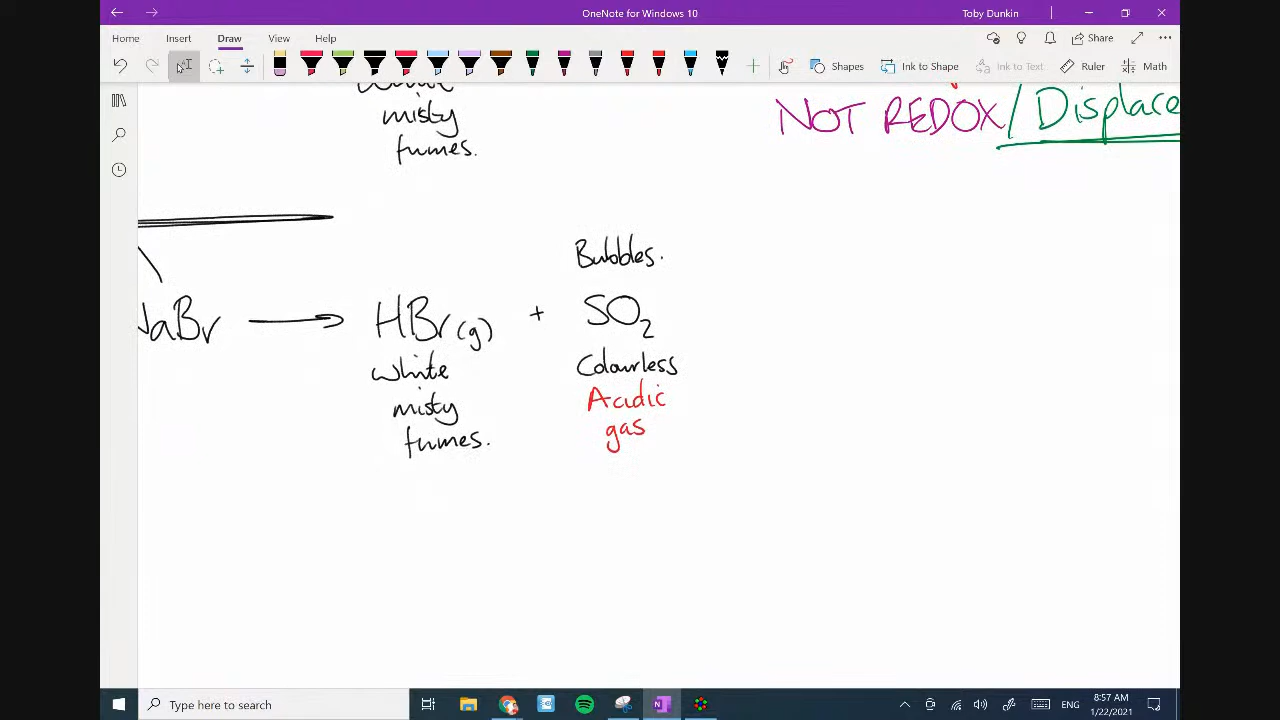 OneNote for Windows 10
Toby Dunkin
Home Insert Draw View Help
Share
Shapes Ink to Shape Ink to Text Ruler Math
misty
fumes.
NOT REDOX / Displace
Bubbles.
NaBr → HBr(g) + SO2
white
misty
fumes.
Colourless
Acidic
gas
Type here to search
ENG
8:57 AM
1/22/2021